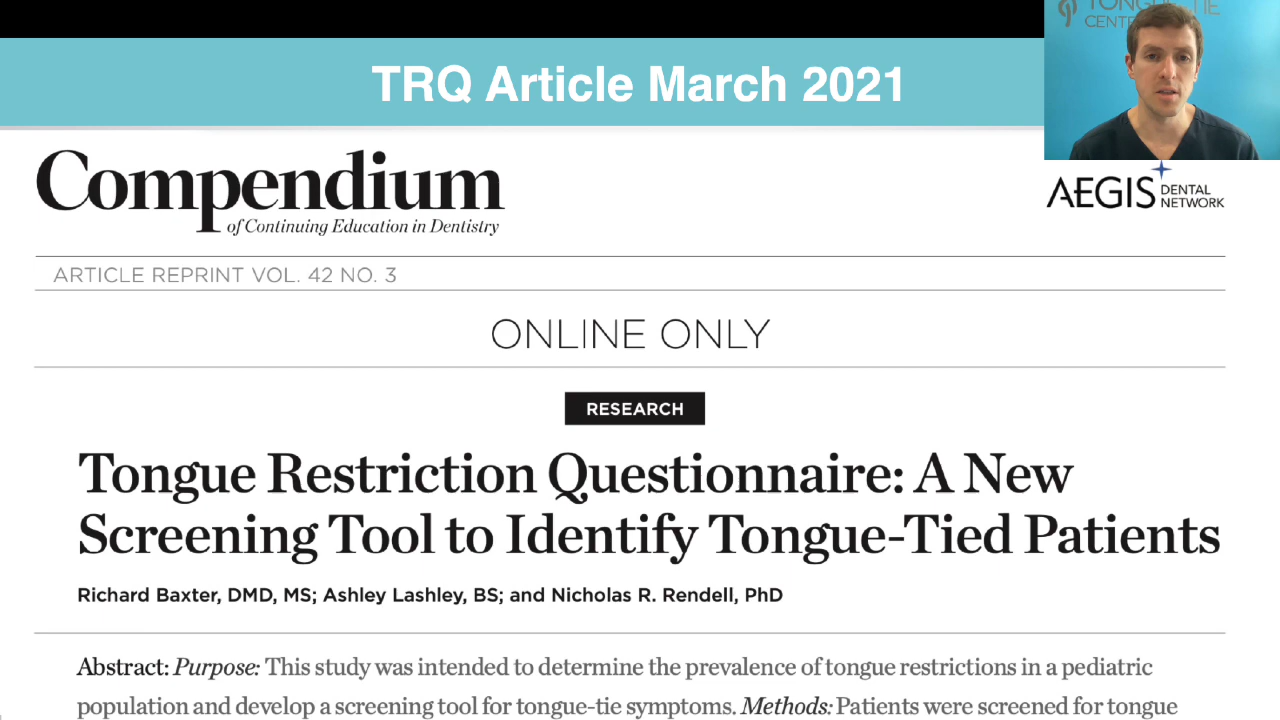 TRQ Article March 2021
TONGUE-TIE
CENTER
Compendium
of Continuing Education in Dentistry
AEGIS DENTAL
NETWORK
ARTICLE REPRINT VOL. 42 NO. 3
ONLINE ONLY
RESEARCH
Tongue Restriction Questionnaire: A New
Screening Tool to Identify Tongue-Tied Patients
Richard Baxter, DMD, MS; Ashley Lashley, BS; and Nicholas R. Rendell, PhD
Abstract: Purpose: This study was intended to determine the prevalence of tongue restrictions in a pediatric
population and develop a screening tool for tongue-tie symptoms. Methods: Patients were screened for tongue